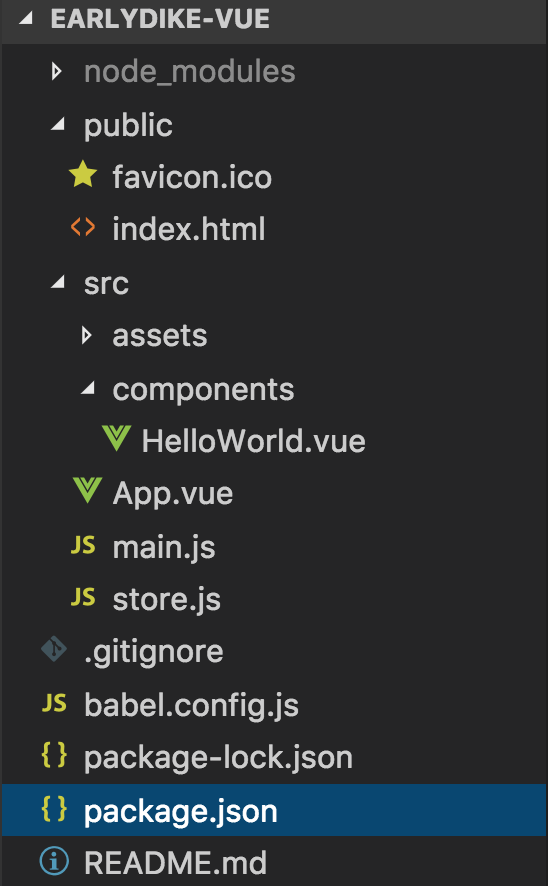 EARLYDIKE-VUE
node_modules
public
favicon.ico
index.html
src
assets
components
HelloWorld.vue
App.vue
JS main.js
JS store.js
.gitignore
JS babel.config.js
{ } package-lock.json
{ } package.json
README.md